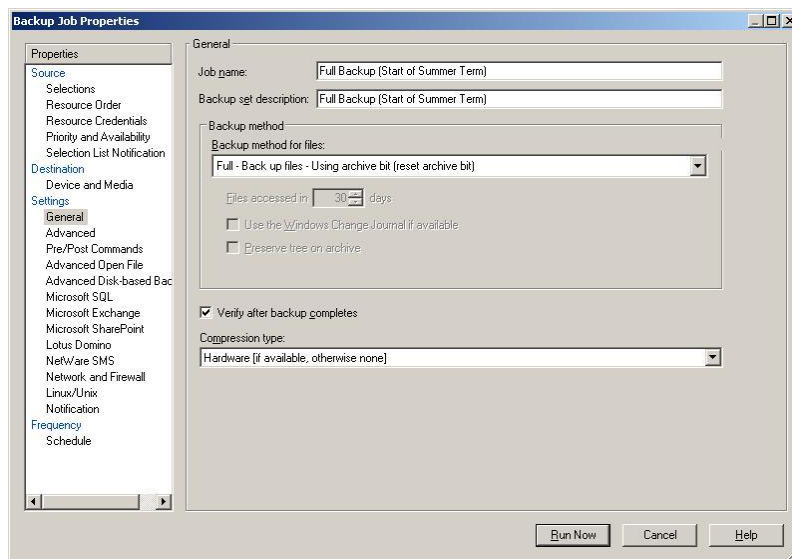 Backup Job Properties
Properties
Source
Selections
Resource Order
Resource Credentials
Priority and Availability
Selection List Notification
Destination
Device and Media
Settings
General
Advanced
Pre/Post Commands
Advanced Open File
Advanced Disk-based Bac
Microsoft SQL
Microsoft Exchange
Microsoft SharePoint
Lotus Domino
NetWare SMS
Network and Firewall
Linux/Unix
Notification
Frequency
Schedule
General
Job name: Full Backup (Start of Summer Term)
Backup set description: Full Backup (Start of Summer Term)
Backup method
Backup method for files:
Full - Back up files - Using archive bit (reset archive bit)
Files accessed in 30 days
Use the Windows Change Journal if available
Preserve tree on archive
Verify after backup completes
Compression type:
Hardware [if available, otherwise none]
Run Now Cancel Help